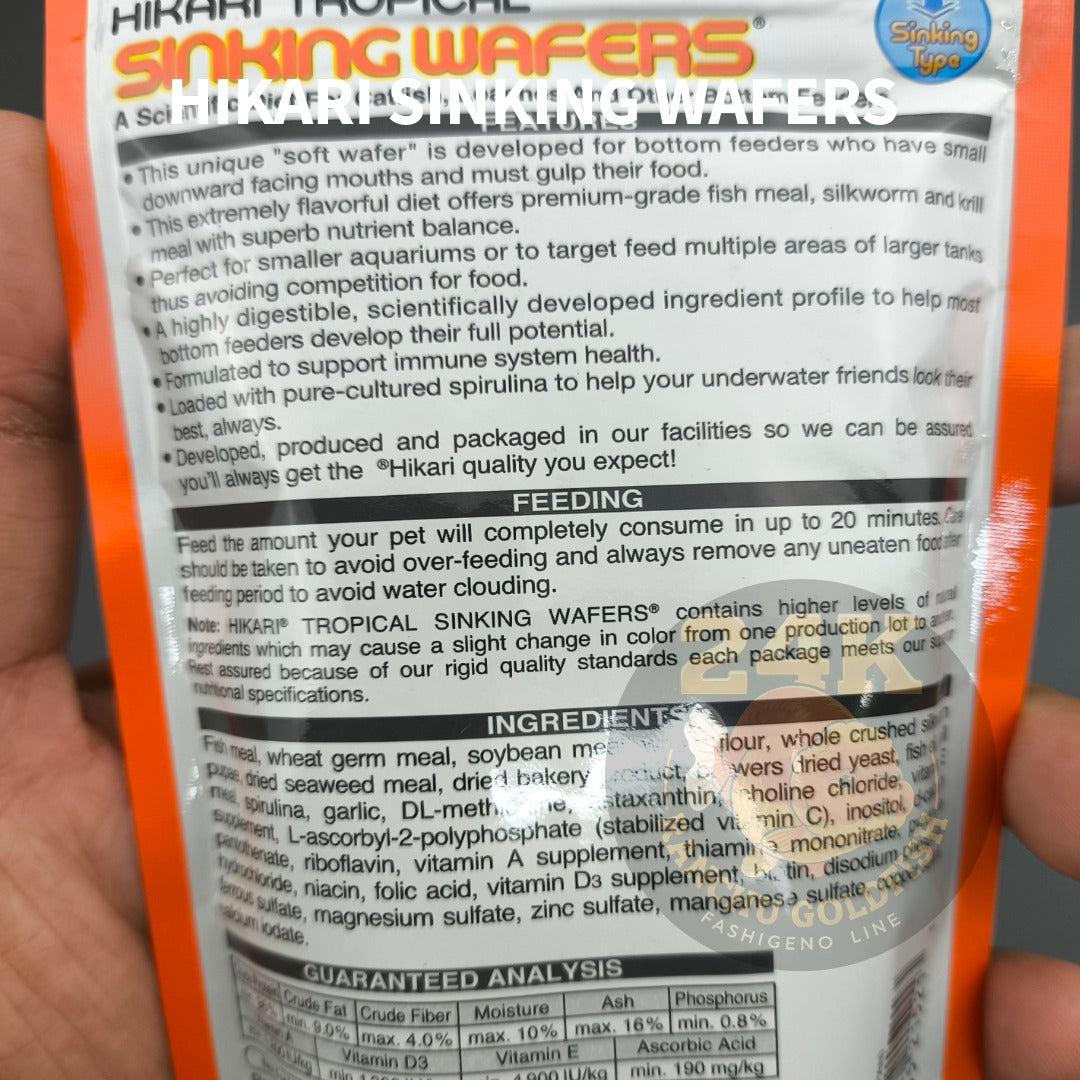 HIKARI TROPICAL
SINKING WAFERS®
Sinking
Type
HIKARI SINKING WAFERS
A
FEATURES
• This unique "soft wafer" is developed for bottom feeders who have small
downward facing mouths and must gulp their food.
• This extremely flavorful diet offers premium-grade fish meal, silkworm and krill
meal with superb nutrient balance.
• Perfect for smaller aquariums or to target feed multiple areas of larger tanks
thus avoiding competition for food.
• A highly digestible, scientifically developed ingredient profile to help most
bottom feeders develop their full potential.
• Formulated to support immune system health.
• Loaded with pure-cultured spirulina to help your underwater friends look their
best, always.
• Developed, produced and packaged in our facilities so we can be assured
you'll always get the ®Hikari quality you expect!
FEEDING
Feed the amount your pet will completely consume in up to 20 minutes. Care
should be taken to avoid over-feeding and always remove any uneaten food after
feeding period to avoid water clouding.
Note: HIKARI® TROPICAL SINKING WAFERS® contains higher levels of
ingredients which may cause a slight change in color from one production lot to
Rest assured because of our rigid quality standards each package meets our
nutritional specifications.
INGREDIENTS
Fish meal, wheat germ meal, soybean flour, whole crushed
dried seaweed meal, dried bakery dried yeast, fish
meal, spirulina, garlic, astaxanthin, choline chloride,
supplement, L-ascorbyl-2-polyphosphate (stabilized C), inositol,
riboflavin, vitamin A supplement, thiamine mononitrate,
niacin, folic acid, vitamin D3 supplement, disodium
ferrous sulfate, magnesium sulfate, zinc sulfate, manganese sulfate,
calcium iodate.
24K
RANCHU GOLDFISH
FASHIGENO LINE
GUARANTEED ANALYSIS
Crude Fat Crude Fiber Moisture Ash Phosphorus
min. 9.0% max. 4.0% max. 10% max. 16% min. 0.8%
Vitamin D3 Vitamin E Ascorbic Acid
min. 190 mg/kg